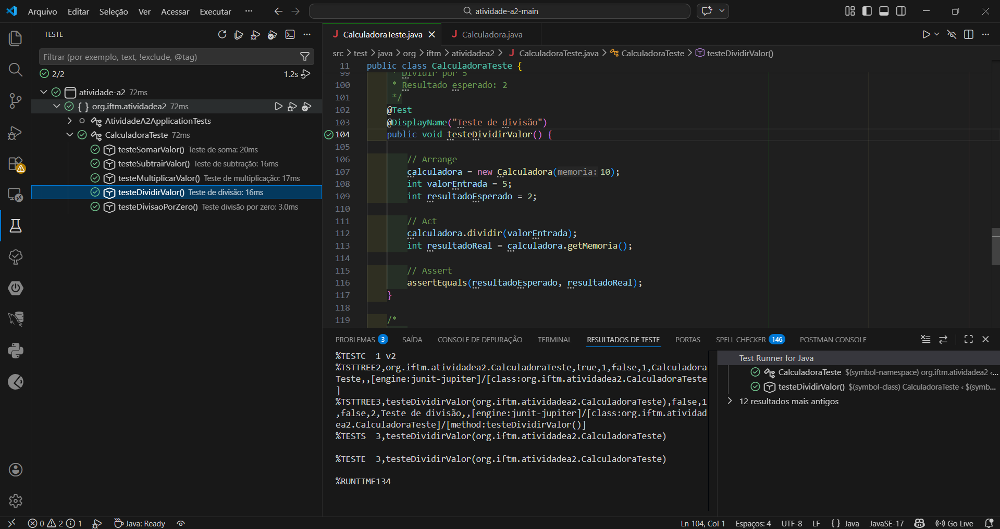 Arquivo Editar Seleção Ver Acessar Executar ··· atividade-a2-main
TESTE
Filtrar (por exemplo, text, !exclude, @tag)
2/2 1.2s
atividade-a2 72ms
{ } org.iftm.atividadea2 72ms
AtividadeA2ApplicationTests
CalculadoraTeste 72ms
testeSomarValor() Teste de soma: 20ms
testeSubtrairValor() Teste de subtração: 16ms
testeMultiplicarValor() Teste de multiplicação: 17ms
testeDividirValor() Teste de divisão: 16ms
testeDivisaoPorZero() Teste divisão por zero: 3.0ms
J CalculadoraTeste.java J Calculadora.java
src > test > java > org > iftm > atividadea2 > J CalculadoraTeste.java > CalculadoraTeste > testeDividirValor()
11 public class CalculadoraTeste {
99 * Dividir por 5
100 * Resultado esperado: 2
101 */
102 @Test
103 @DisplayName("Teste de divisão")
104 public void testeDividirValor() {
105
106 // Arrange
107 calculadora = new Calculadora(memoria: 10);
108 int valorEntrada = 5;
109 int resultadoEsperado = 2;
110
111 // Act
112 calculadora.dividir(valorEntrada);
113 int resultadoReal = calculadora.getMemoria();
114
115 // Assert
116 assertEquals(resultadoEsperado, resultadoReal);
117 }
118
119 /*
PROBLEMAS 3 SAÍDA CONSOLE DE DEPURAÇÃO TERMINAL RESULTADOS DE TESTE PORTAS SPELL CHECKER 146 POSTMAN CONSOLE
%TESTC 1 v2
%TSTTREE2,org.iftm.atividadea2.CalculadoraTeste,true,1,false,1,Calculadora
Teste,,[engine:junit-jupiter]/[class:org.iftm.atividadea2.CalculadoraTeste
]
%TSTTREE3,testeDividirValor(org.iftm.atividadea2.CalculadoraTeste),false,1
,false,2,Teste de divisão,,[engine:junit-jupiter]/[class:org.iftm.atividad
ea2.CalculadoraTeste]/[method:testeDividirValor()]
%TESTS 3,testeDividirValor(org.iftm.atividadea2.CalculadoraTeste)
%TESTE 3,testeDividirValor(org.iftm.atividadea2.CalculadoraTeste)
%RUNTIME134
Test Runner for Java
CalculadoraTeste $(symbol-namespace) org.iftm.atividadea2 ‹...
testeDividirValor() $(symbol-class) CalculadoraTeste ‹ $(symb...
12 resultados mais antigos
0 2 1 Java: Ready Ln 104, Col 1 Espaços: 4 UTF-8 LF { } Java JavaSE-17 Go Live